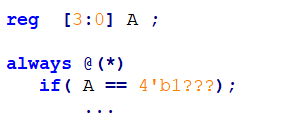 reg [3:0] A ;
always @(*)
if( A == 4'b1???);
...